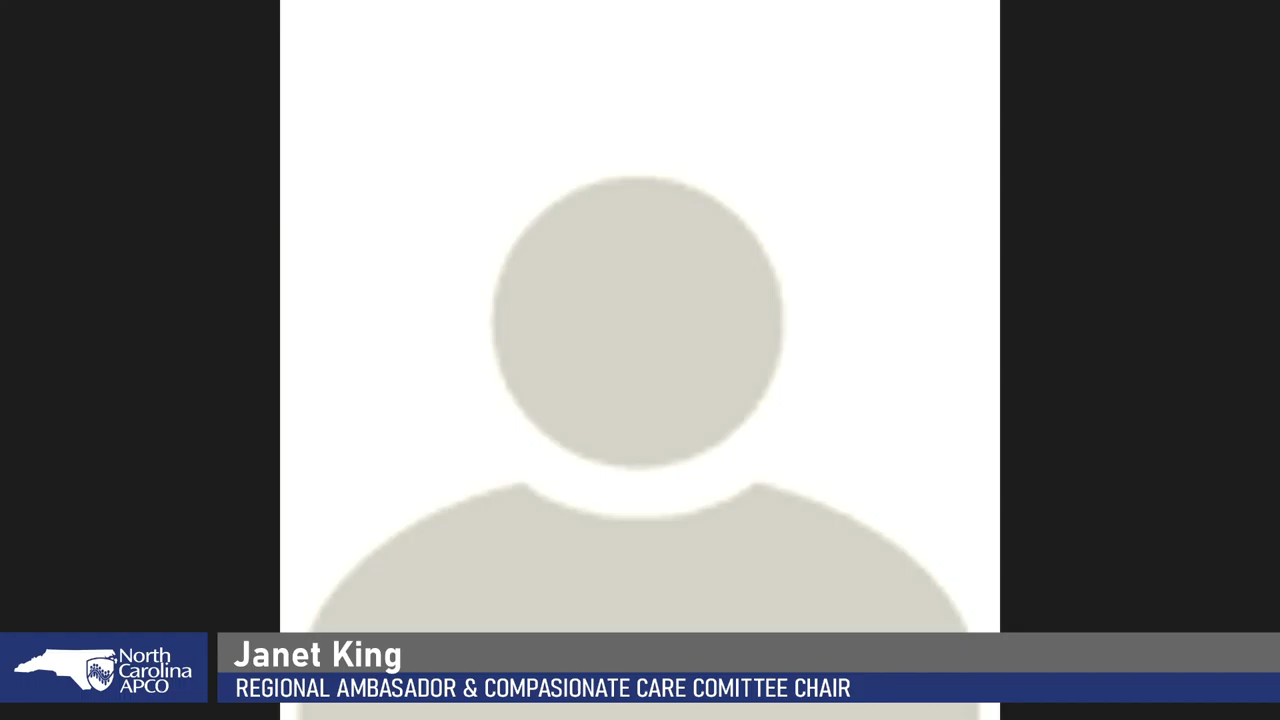 North
Carolina
APCO
Janet King
REGIONAL AMBASADOR & COMPASIONATE CARE COMITTEE CHAIR